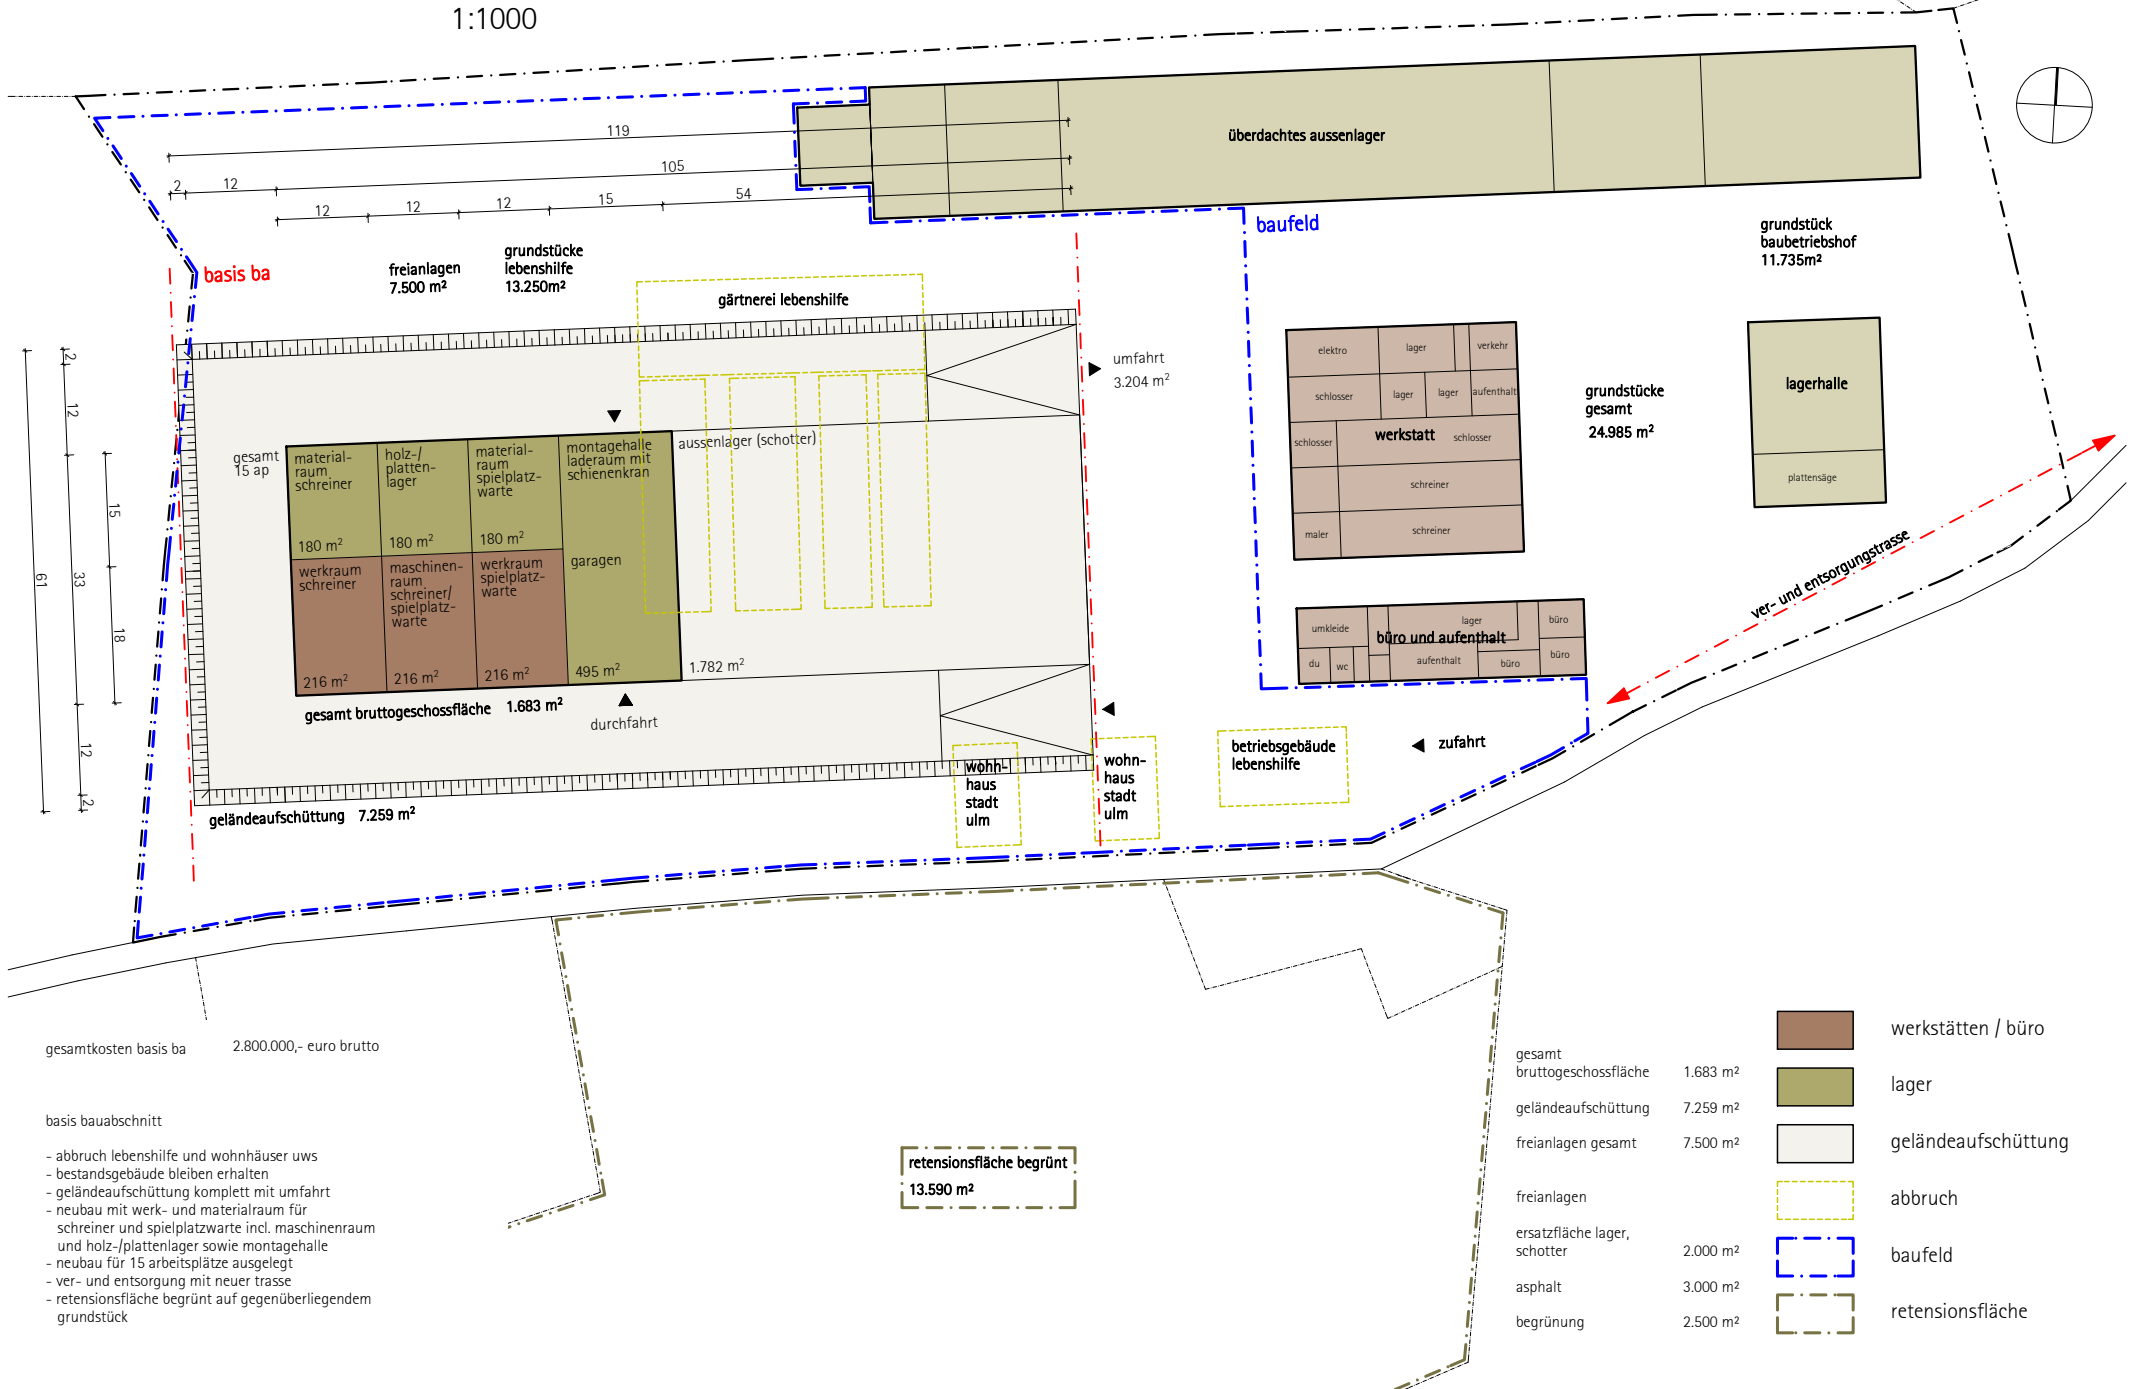 1:1000
119
105
2
12
12
12
12
15
54
überdachtes aussenlager
baufeld
basis ba
freianlagen
7.500 m²
grundstücke
lebenshilfe
13.250m²
gärtnerei lebenshilfe
grundstück
baubetriebshof
11.735m²
umfahrt
3.204 m²
elektro
lager
verkehr
schlosser
lager
lager
aufenthalt
schlosser
werkstatt
schlosser
schreiner
maler
schreiner
grundstücke
gesamt
24.985 m²
lagerhalle
plattensäge
ver- und entsorgungstrasse
2
12
33
12
2
61
15
18
gesamt
15 ap
material-
raum
schreiner
180 m²
holz-/
platten-
lager
180 m²
material-
raum
spielplatz-
warte
180 m²
montagehalle
laderaum mit
schienenkran
garagen
495 m²
aussenlager (schotter)
1.782 m²
werkraum
schreiner
216 m²
maschinen-
raum
schreiner/
spielplatz-
warte
216 m²
werkraum
spielplatz-
warte
216 m²
gesamt bruttogeschossfläche 1.683 m²
durchfahrt
geländeaufschüttung 7.259 m²
umkleide
lager
büro
büro und aufenthalt
du
wc
aufenthalt
büro
büro
wohn-
haus
stadt
ulm
wohn-
haus
stadt
ulm
betriebsgebäude
lebenshilfe
zufahrt
gesamtkosten basis ba 2.800.000,- euro brutto
basis bauabschnitt
- abbruch lebenshilfe und wohnhäuser uws
- bestandsgebäude bleiben erhalten
- geländeaufschüttung komplett mit umfahrt
- neubau mit werk- und materialraum für
schreiner und spielplatzwarte incl. maschinenraum
und holz-/plattenlager sowie montagehalle
- neubau für 15 arbeitsplätze ausgelegt
- ver- und entsorgung mit neuer trasse
- retensionsfläche begrünt auf gegenüberliegendem
grundstück
retensionsfläche begrünt
13.590 m²
gesamt
bruttogeschossfläche 1.683 m²
geländeaufschüttung 7.259 m²
freianlagen gesamt 7.500 m²
freianlagen
ersatzfläche lager,
schotter 2.000 m²
asphalt 3.000 m²
begrünung 2.500 m²
werkstätten / büro
lager
geländeaufschüttung
abbruch
baufeld
retensionsfläche